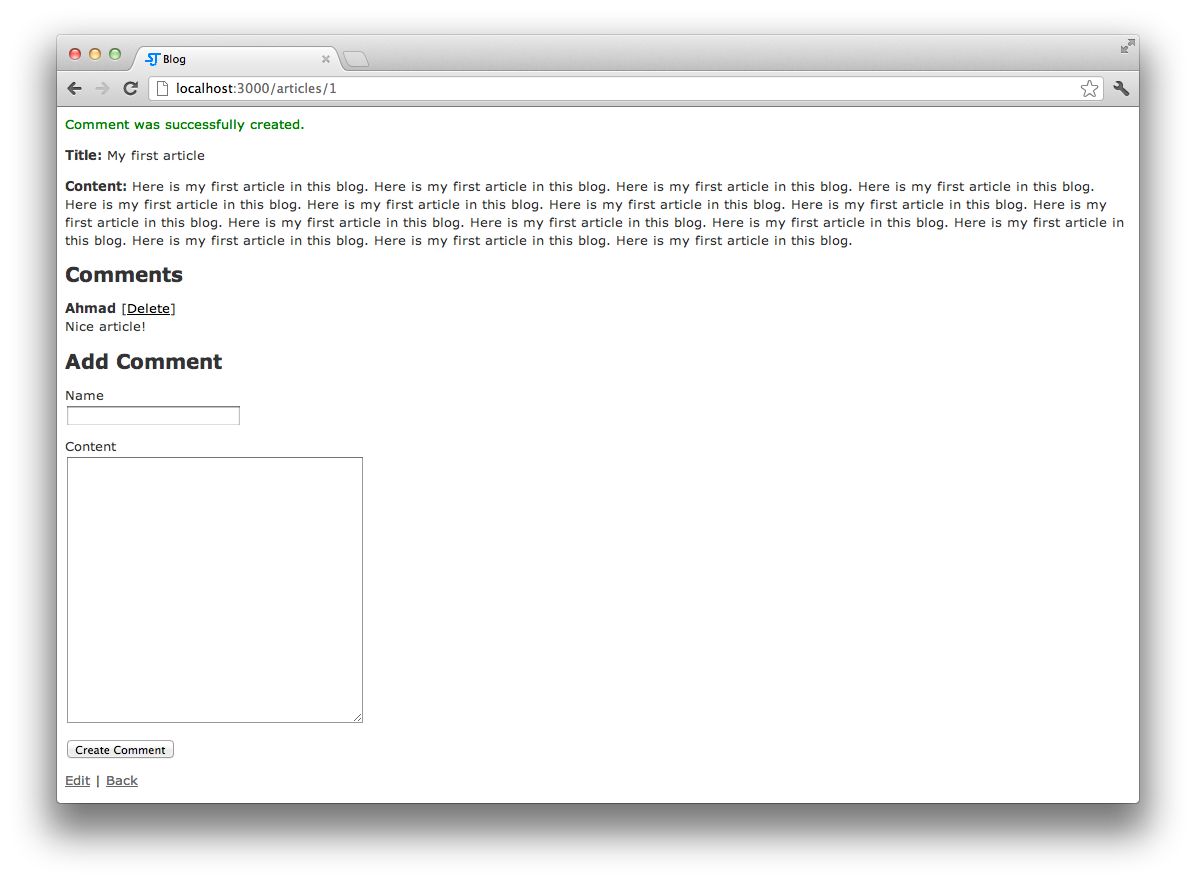 Blog
localhost:3000/articles/1
Comment was successfully created.
Title: My first article
Content: Here is my first article in this blog. Here is my first article in this blog. Here is my first article in this blog. Here is my first article in this blog.
Here is my first article in this blog. Here is my first article in this blog. Here is my first article in this blog. Here is my first article in this blog. Here is my
first article in this blog. Here is my first article in this blog. Here is my first article in this blog. Here is my first article in this blog. Here is my first article in
this blog. Here is my first article in this blog. Here is my first article in this blog. Here is my first article in this blog.
Comments
Ahmad [Delete]
Nice article!
Add Comment
Name
Content
Create Comment
Edit | Back